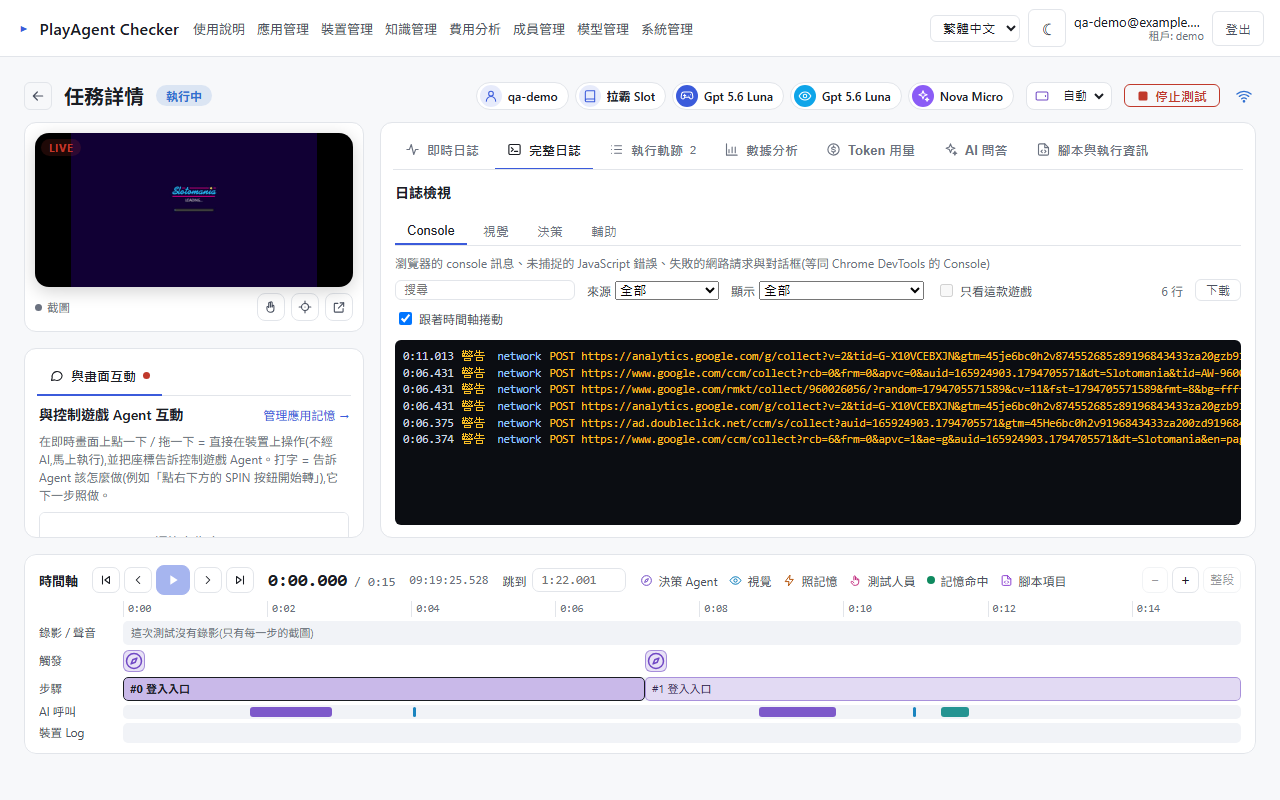 PlayAgent Checker 使用說明 應用管理 裝置管理 知識管理 費用分析 成員管理 模型管理 系統管理 繁體中文 qa-demo@example.... 租戶: demo 登出
任務詳情 執行中 qa-demo 拉霸 Slot Gpt 5.6 Luna Gpt 5.6 Luna Nova Micro 自動 停止測試
LIVE
Slotomania
LOADING...
截圖
與畫面互動
與控制遊戲 Agent 互動 管理應用記憶 →
在即時畫面上點一下 / 拖一下 = 直接在裝置上操作(不經
AI,馬上執行),並把座標告訴控制遊戲 Agent。打字 = 告訴
Agent 該怎麼做(例如「點右下方的 SPIN 按鈕開始轉」),它
下一步照做。
即時日誌 完整日誌 執行軌跡 2 數據分析 Token 用量 AI 問答 腳本與執行資訊
日誌檢視
Console 視覺 決策 輔助
瀏覽器的 console 訊息、未捕捉的 JavaScript 錯誤、失敗的網路請求與對話框(等同 Chrome DevTools 的 Console)
搜尋 來源 全部 顯示 全部 只看這款遊戲 6 行 下載
跟著時間軸捲動
0:11.013 警告 network POST https://analytics.google.com/g/collect?v=2&tid=G-X10VCEBXJN&gtm=45je6bc0h2v874552685z89196843433za20gzb91
0:06.431 警告 network POST https://www.google.com/ccm/collect?rcb=0&frm=0&apvc=0&auid=165924903.1794705571&dt=Slotomania&tid=AW-960
0:06.431 警告 network POST https://www.google.com/rmkt/collect/960026056/?random=1794705571589&cv=11&fst=1794705571589&fmt=8&bg=fff
0:06.431 警告 network POST https://analytics.google.com/g/collect?v=2&tid=G-X10VCEBXJN&gtm=45je6bc0h2v874552685z89196843433za20gzb91
0:06.375 警告 network POST https://ad.doubleclick.net/ccm/s/collect?auid=165924903.1794705571&gtm=45He6bc0h2v9196843433za200zd919684
0:06.374 警告 network POST https://www.google.com/ccm/collect?rcb=6&frm=0&apvc=1&ae=g&auid=165924903.1794705571&dt=Slotomania&en=pag
時間軸 0:00.000 / 0:15 09:19:25.528 跳到 1:22.001 決策 Agent 視覺 照記憶 測試人員 記憶命中 腳本項目 − + 整段
0:00 0:02 0:04 0:06 0:08 0:10 0:12 0:14
錄影 / 聲音 這次測試沒有錄影(只有每一步的截圖)
觸發
步驟 #0 登入入口 #1 登入入口
AI 呼叫
裝置 Log